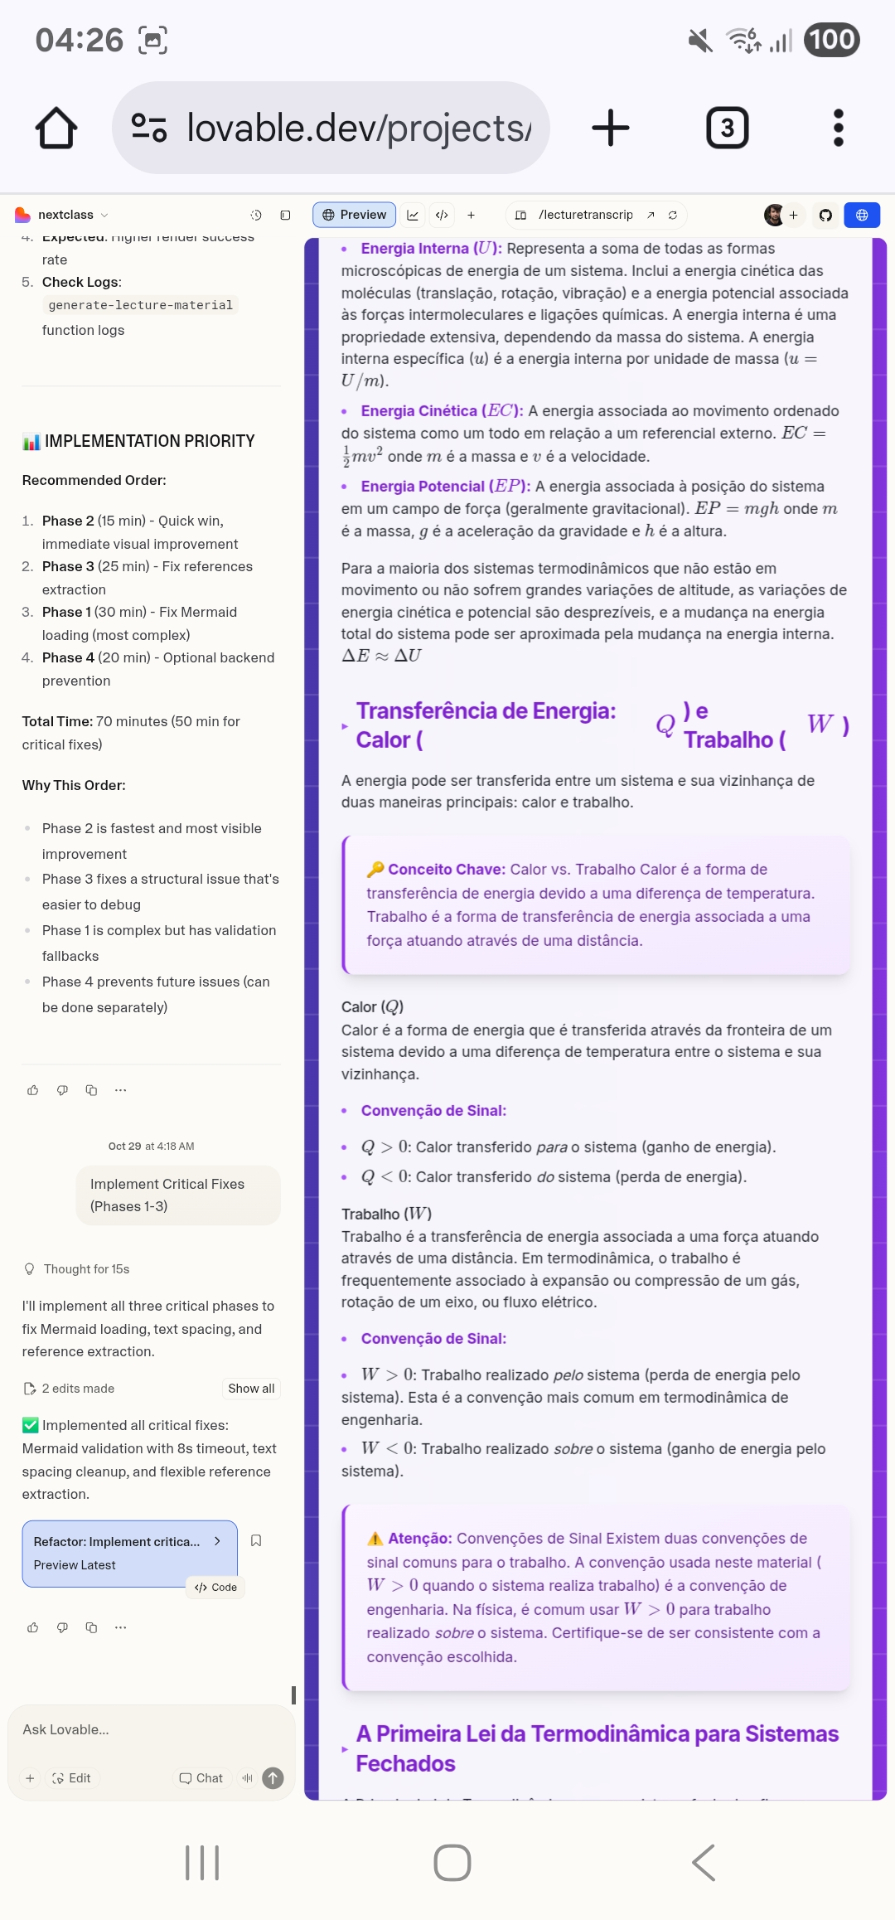 04:26
6
100
lovable.dev/projects/
3
nextclass
Preview
/lecturetranscrip
4. Expected: Higher render success
rate
5. Check Logs:
generate-lecture-material
function logs
📊 IMPLEMENTATION PRIORITY
Recommended Order:
1. Phase 2 (15 min) - Quick win,
immediate visual improvement
2. Phase 3 (25 min) - Fix references
extraction
3. Phase 1 (30 min) - Fix Mermaid
loading (most complex)
4. Phase 4 (20 min) - Optional backend
prevention
Total Time: 70 minutes (50 min for
critical fixes)
Why This Order:
• Phase 2 is fastest and most visible
improvement
• Phase 3 fixes a structural issue that's
easier to debug
• Phase 1 is complex but has validation
fallbacks
• Phase 4 prevents future issues (can
be done separately)
Oct 29 at 4:18 AM
Implement Critical Fixes
(Phases 1-3)
Thought for 15s
I'll implement all three critical phases to
fix Mermaid loading, text spacing, and
reference extraction.
2 edits made
Show all
✅ Implemented all critical fixes:
Mermaid validation with 8s timeout, text
spacing cleanup, and flexible reference
extraction.
Refactor: Implement critica...
Preview Latest
Code
Ask Lovable...
Edit
Chat
• Energia Interna (U): Representa a soma de todas as formas
microscópicas de energia de um sistema. Inclui a energia cinética das
moléculas (translação, rotação, vibração) e a energia potencial associada
às forças intermoleculares e ligações químicas. A energia interna é uma
propriedade extensiva, dependendo da massa do sistema. A energia
interna específica (u) é a energia interna por unidade de massa (u =
U/m).
• Energia Cinética (EC): A energia associada ao movimento ordenado
do sistema como um todo em relação a um referencial externo. EC =
½mv² onde m é a massa e v é a velocidade.
• Energia Potencial (EP): A energia associada à posição do sistema
em um campo de força (geralmente gravitacional). EP = mgh onde m
é a massa, g é a aceleração da gravidade e h é a altura.
Para a maioria dos sistemas termodinâmicos que não estão em
movimento ou não sofrem grandes variações de altitude, as variações de
energia cinética e potencial são desprezíveis, e a mudança na energia
total do sistema pode ser aproximada pela mudança na energia interna.
ΔE ≈ ΔU
Transferência de Energia:
Calor ( Q ) e
Trabalho ( W )
A energia pode ser transferida entre um sistema e sua vizinhança de
duas maneiras principais: calor e trabalho.
🔑 Conceito Chave: Calor vs. Trabalho Calor é a forma de
transferência de energia devido a uma diferença de temperatura.
Trabalho é a forma de transferência de energia associada a uma
força atuando através de uma distância.
Calor (Q)
Calor é a forma de energia que é transferida através da fronteira de um
sistema devido a uma diferença de temperatura entre o sistema e sua
vizinhança.
• Convenção de Sinal:
• Q > 0: Calor transferido para o sistema (ganho de energia).
• Q < 0: Calor transferido do sistema (perda de energia).
Trabalho (W)
Trabalho é a transferência de energia associada a uma força atuando
através de uma distância. Em termodinâmica, o trabalho é
frequentemente associado à expansão ou compressão de um gás,
rotação de um eixo, ou fluxo elétrico.
• Convenção de Sinal:
• W > 0: Trabalho realizado pelo sistema (perda de energia pelo
sistema). Esta é a convenção mais comum em termodinâmica de
engenharia.
• W < 0: Trabalho realizado sobre o sistema (ganho de energia pelo
sistema).
⚠️ Atenção: Convenções de Sinal Existem duas convenções de
sinal comuns para o trabalho. A convenção usada neste material (
W > 0 quando o sistema realiza trabalho) é a convenção de
engenharia. Na física, é comum usar W > 0 para trabalho
realizado sobre o sistema. Certifique-se de ser consistente com a
convenção escolhida.
A Primeira Lei da Termodinâmica para Sistemas
Fechados